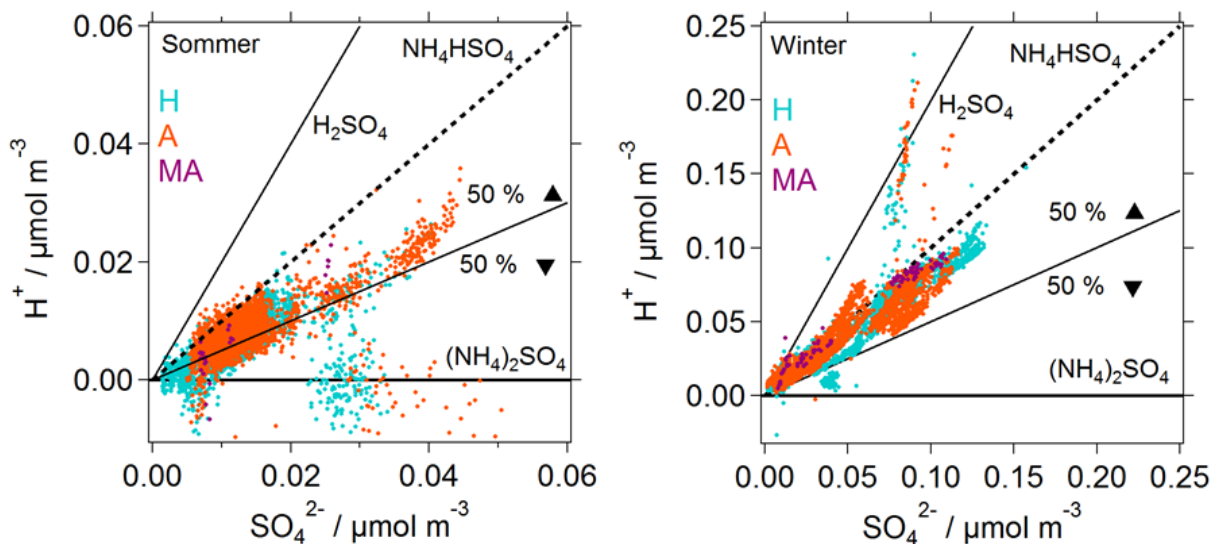 Sommer
NH₄HSO₄
H₂SO₄
H
A
MA
50 % ▲
50 % ▼
(NH₄)₂SO₄
0.06
0.04
0.02
0.00
H⁺ / µmol m⁻³
0.00 0.02 0.04 0.06
SO₄²⁻ / µmol m⁻³
Winter
NH₄HSO₄
H₂SO₄
H
A
MA
50 % ▲
50 % ▼
(NH₄)₂SO₄
0.25
0.20
0.15
0.10
0.05
0.00
H⁺ / µmol m⁻³
0.00 0.05 0.10 0.15 0.20 0.25
SO₄²⁻ / µmol m⁻³